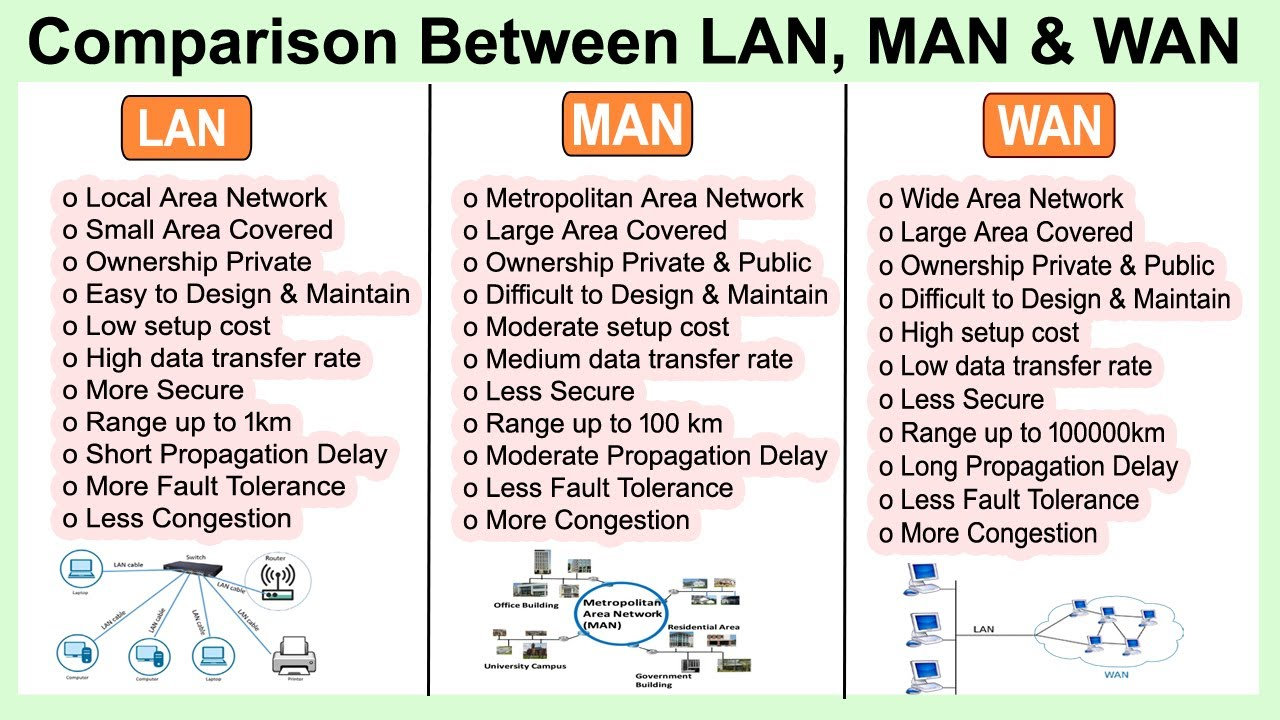 Comparison Between LAN, MAN & WAN
LAN
o Local Area Network
o Small Area Covered
o Ownership Private
o Easy to Design & Maintain
o Low setup cost
o High data transfer rate
o More Secure
o Range up to 1km
o Short Propagation Delay
o More Fault Tolerance
o Less Congestion
Switch
Router
LAN cable
LAN cable
LAN cable
LAN cable
LAN cable
LAN cable
Laptop
Computer
Computer
Laptop
Printer
MAN
o Metropolitan Area Network
o Large Area Covered
o Ownership Private & Public
o Difficult to Design & Maintain
o Moderate setup cost
o Medium data transfer rate
o Less Secure
o Range up to 100 km
o Moderate Propagation Delay
o Less Fault Tolerance
o More Congestion
Office Building
Metropolitan
Area Network
(MAN)
Residential Area
University Campus
Government
Building
WAN
o Wide Area Network
o Large Area Covered
o Ownership Private & Public
o Difficult to Design & Maintain
o High setup cost
o Low data transfer rate
o Less Secure
o Range up to 100000km
o Long Propagation Delay
o Less Fault Tolerance
o More Congestion
LAN
WAN